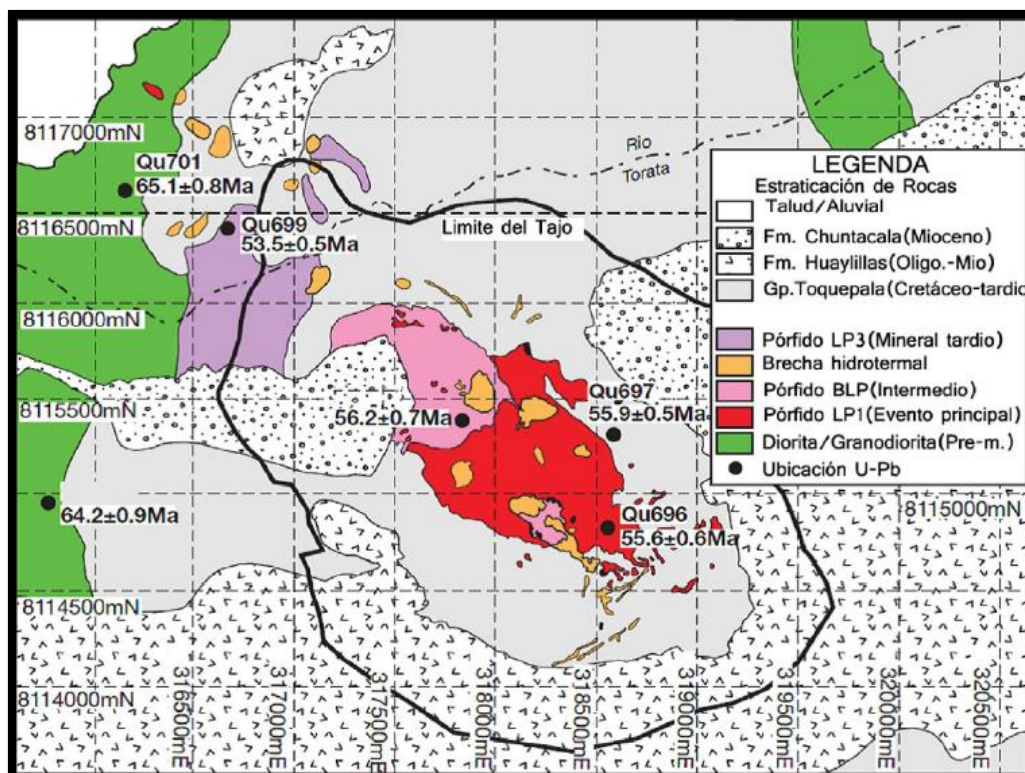 8117000mN
Qu701
65.1±0.8Ma
Rio
Torata
8116500mN
Qu699
53.5±0.5Ma
Limite del Tajo
8116000mN
8115500mN
56.2±0.7Ma
Qu697
55.9±0.5Ma
64.2±0.9Ma
Qu696
55.6±0.6Ma
8115000mN
8114500mN
8114000mN
316500mE
317000mE
317500mE
318000mE
318500mE
319000mE
319500mE
320000mE
320500mE
LEGENDA
Estraticación de Rocas
Talud/Aluvial
Fm. Chuntacala(Mioceno)
Fm. Huaylillas(Oligo.-Mio)
Gp.Toquepala(Cretáceo-tardio
Pórfido LP3(Mineral tardio)
Brecha hidrotermal
Pórfido BLP(Intermedio)
Pórfido LP1(Evento principal)
Diorita/Granodiorita(Pre-m.)
Ubicación U-Pb